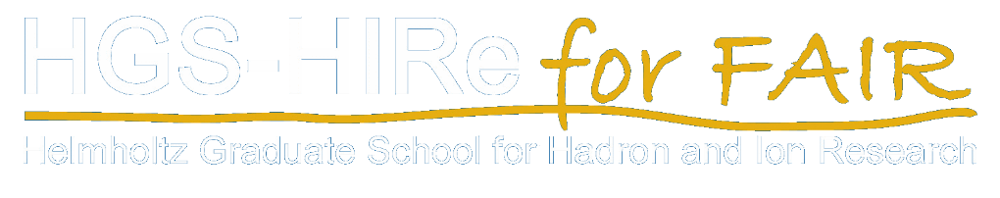 HGS-HIRe for FAIR
Helmholtz Graduate School for Hadron and Ion Research